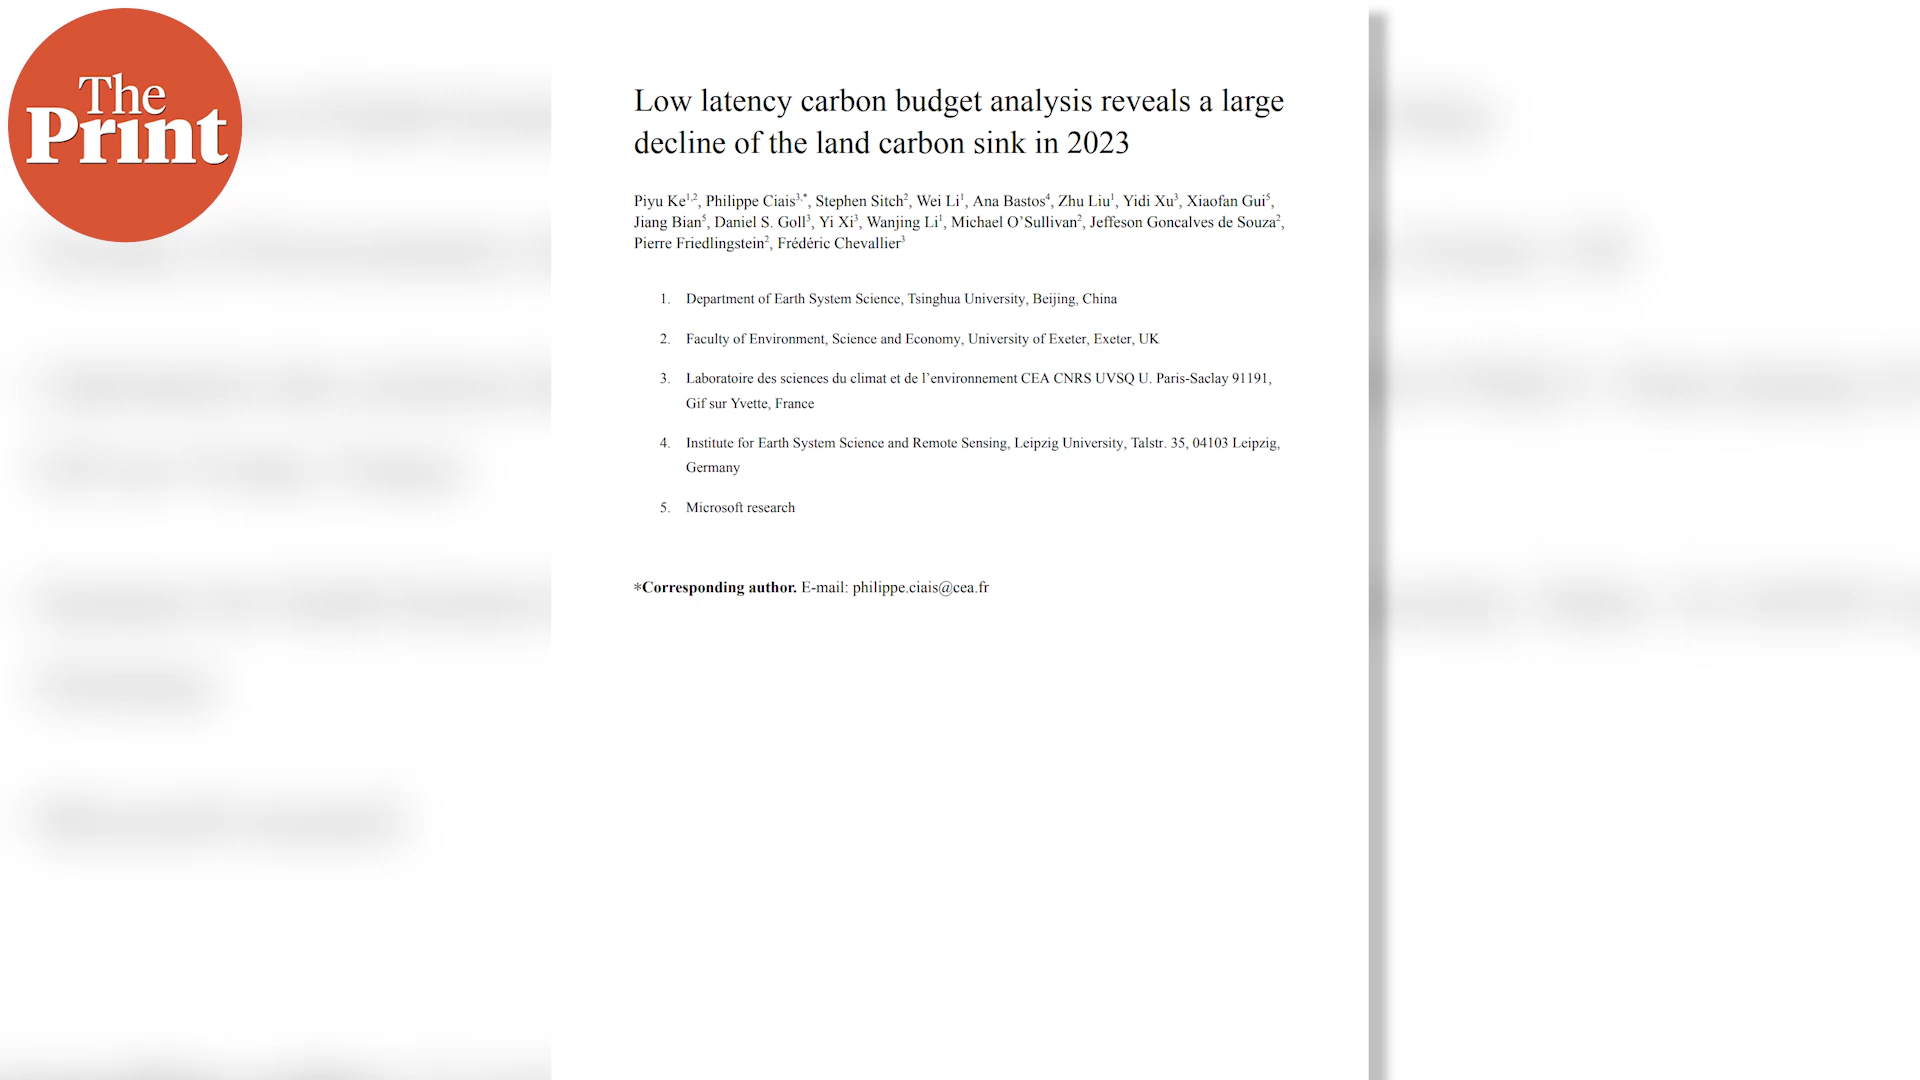 The
Print
Low latency carbon budget analysis reveals a large
decline of the land carbon sink in 2023
Piyu Ke1,2, Philippe Ciais3,*, Stephen Sitch2, Wei Li1, Ana Bastos4, Zhu Liu1, Yidi Xu3, Xiaofan Gui5,
Jiang Bian5, Daniel S. Goll3, Yi Xi3, Wanjing Li1, Michael O’Sullivan2, Jeffeson Goncalves de Souza2,
Pierre Friedlingstein2, Frédéric Chevallier3
1. Department of Earth System Science, Tsinghua University, Beijing, China
2. Faculty of Environment, Science and Economy, University of Exeter, Exeter, UK
3. Laboratoire des sciences du climat et de l’environnement CEA CNRS UVSQ U. Paris-Saclay 91191,
Gif sur Yvette, France
4. Institute for Earth System Science and Remote Sensing, Leipzig University, Talstr. 35, 04103 Leipzig,
Germany
5. Microsoft research
*Corresponding author. E-mail: philippe.ciais@cea.fr